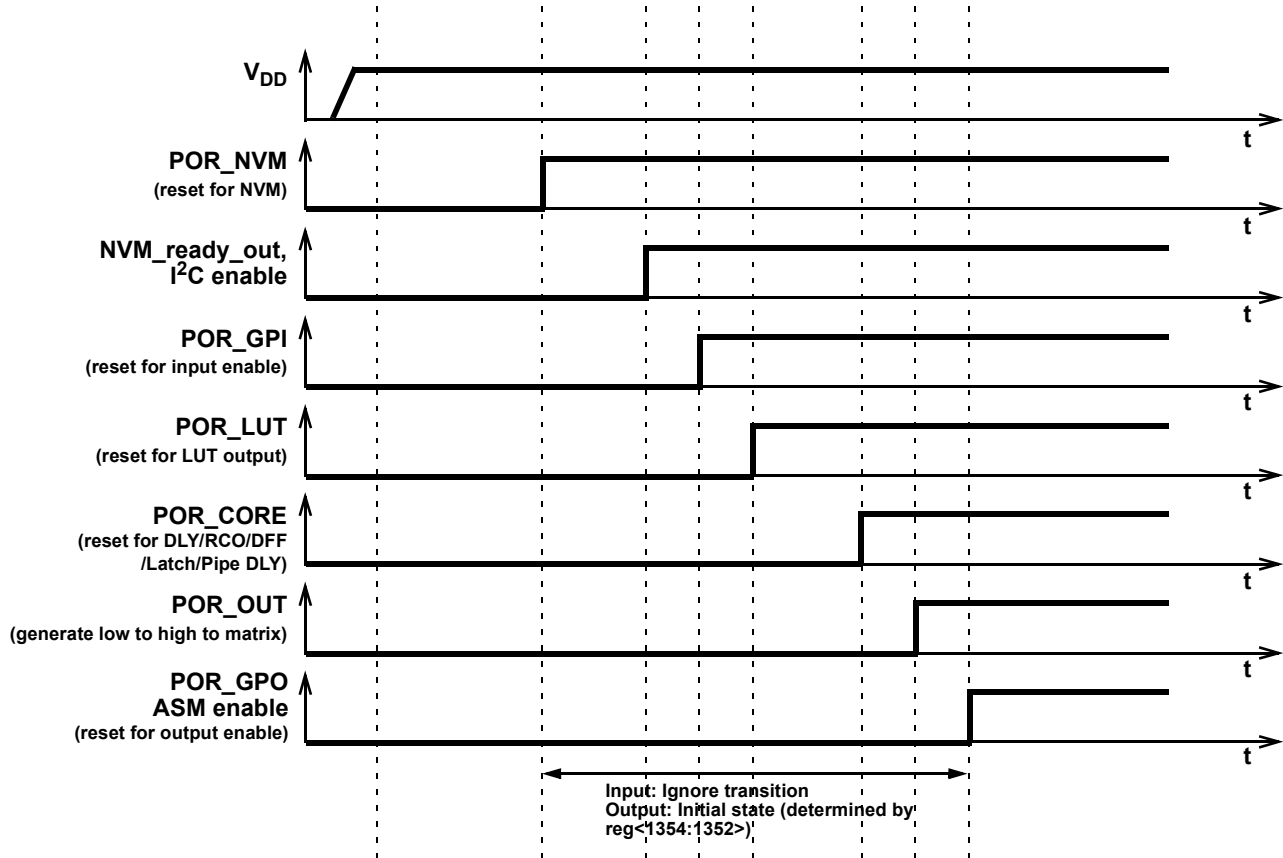 VDD
t
POR_NVM
(reset for NVM)
t
NVM_ready_out,
I2C enable
t
POR_GPI
(reset for input enable)
t
POR_LUT
(reset for LUT output)
t
POR_CORE
(reset for DLY/RCO/DFF
/Latch/Pipe DLY)
t
POR_OUT
(generate low to high to matrix)
t
POR_GPO
ASM enable
(reset for output enable)
t
Input: Ignore transition
Output: Initial state (determined by
reg<1354:1352>)